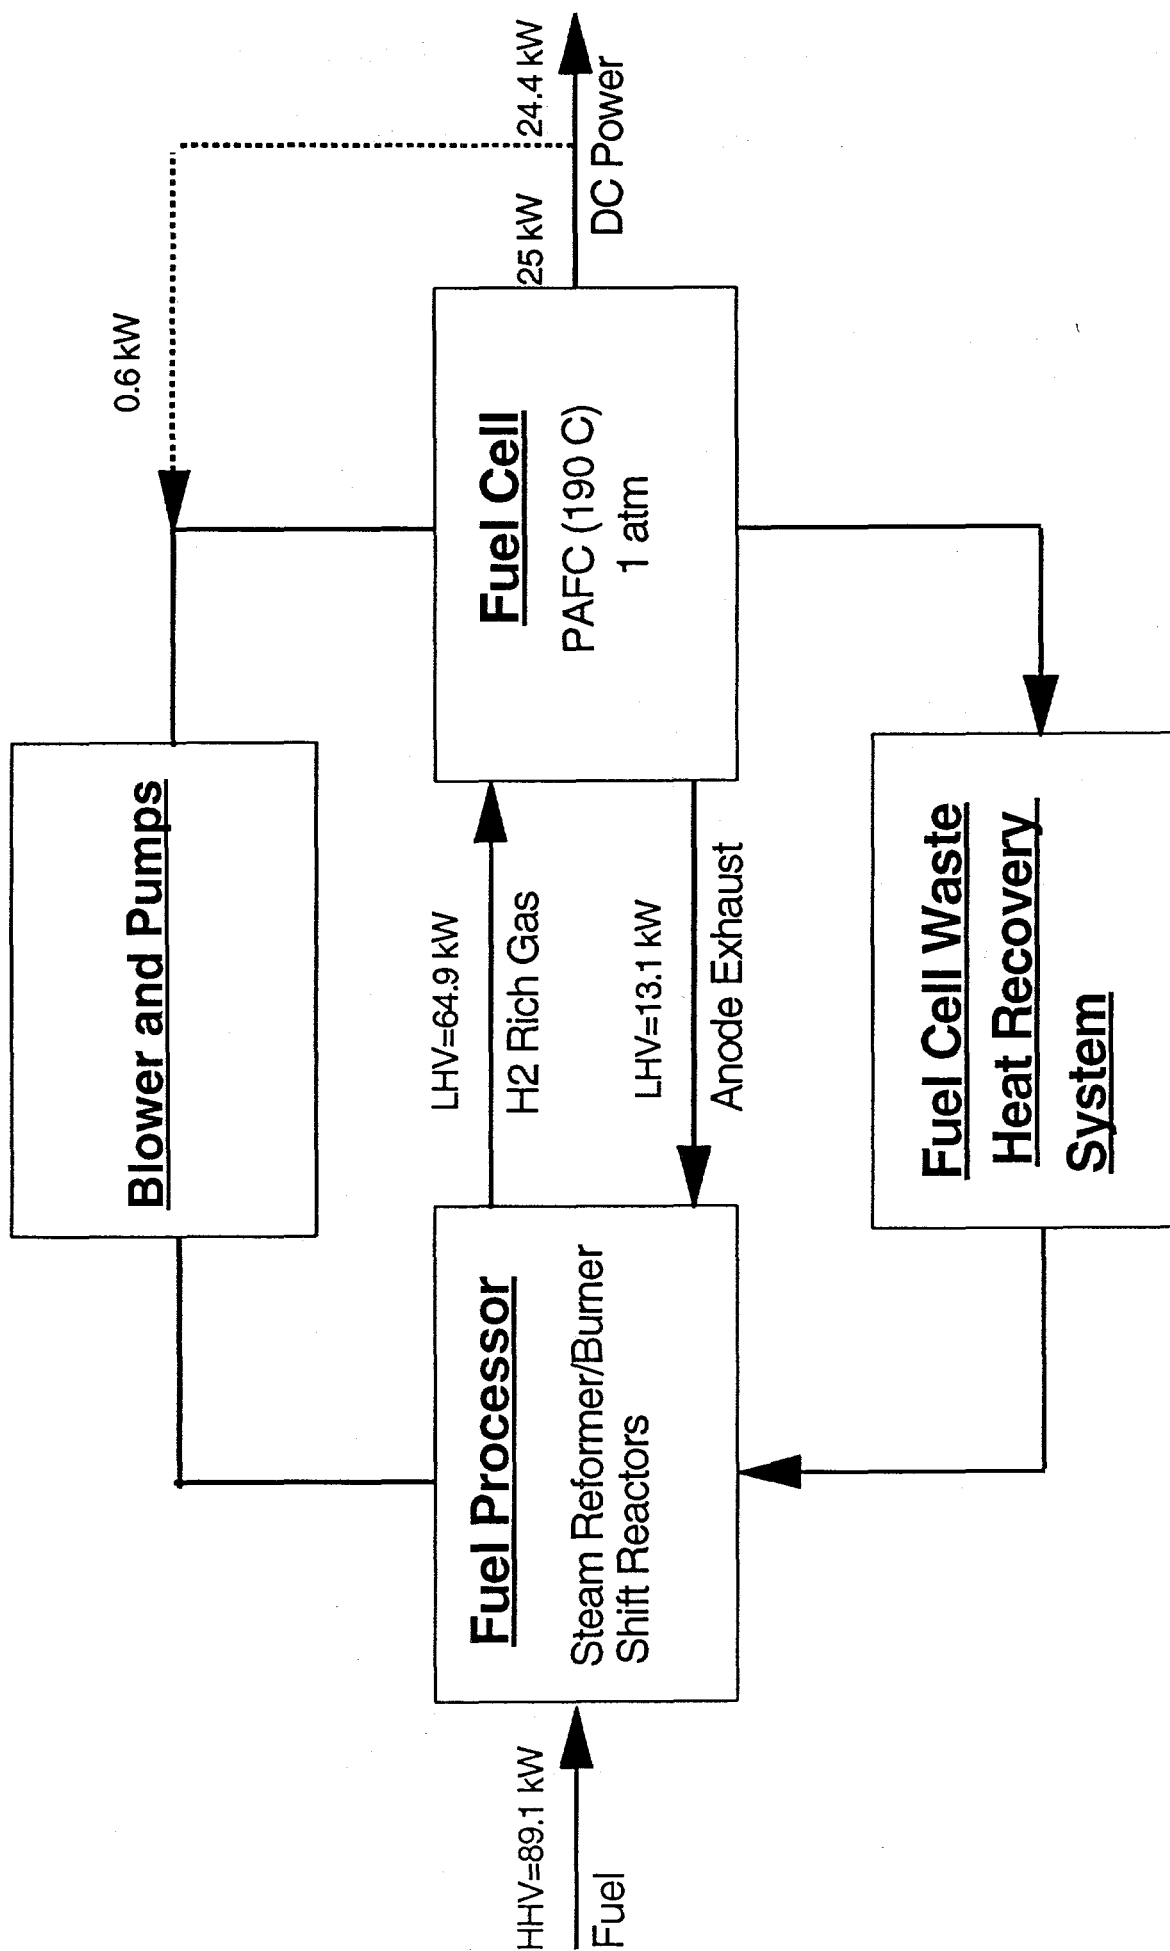 Blower and Pumps
0.6 kW
HHV=89.1 kW
Fuel
Fuel Processor
Steam Reformer/Burner
Shift Reactors
LHV=64.9 kW
H2 Rich Gas
LHV=13.1 kW
Anode Exhaust
Fuel Cell
PAFC (190 C)
1 atm
25 kW
24.4 kW
DC Power
Fuel Cell Waste
Heat Recovery
System